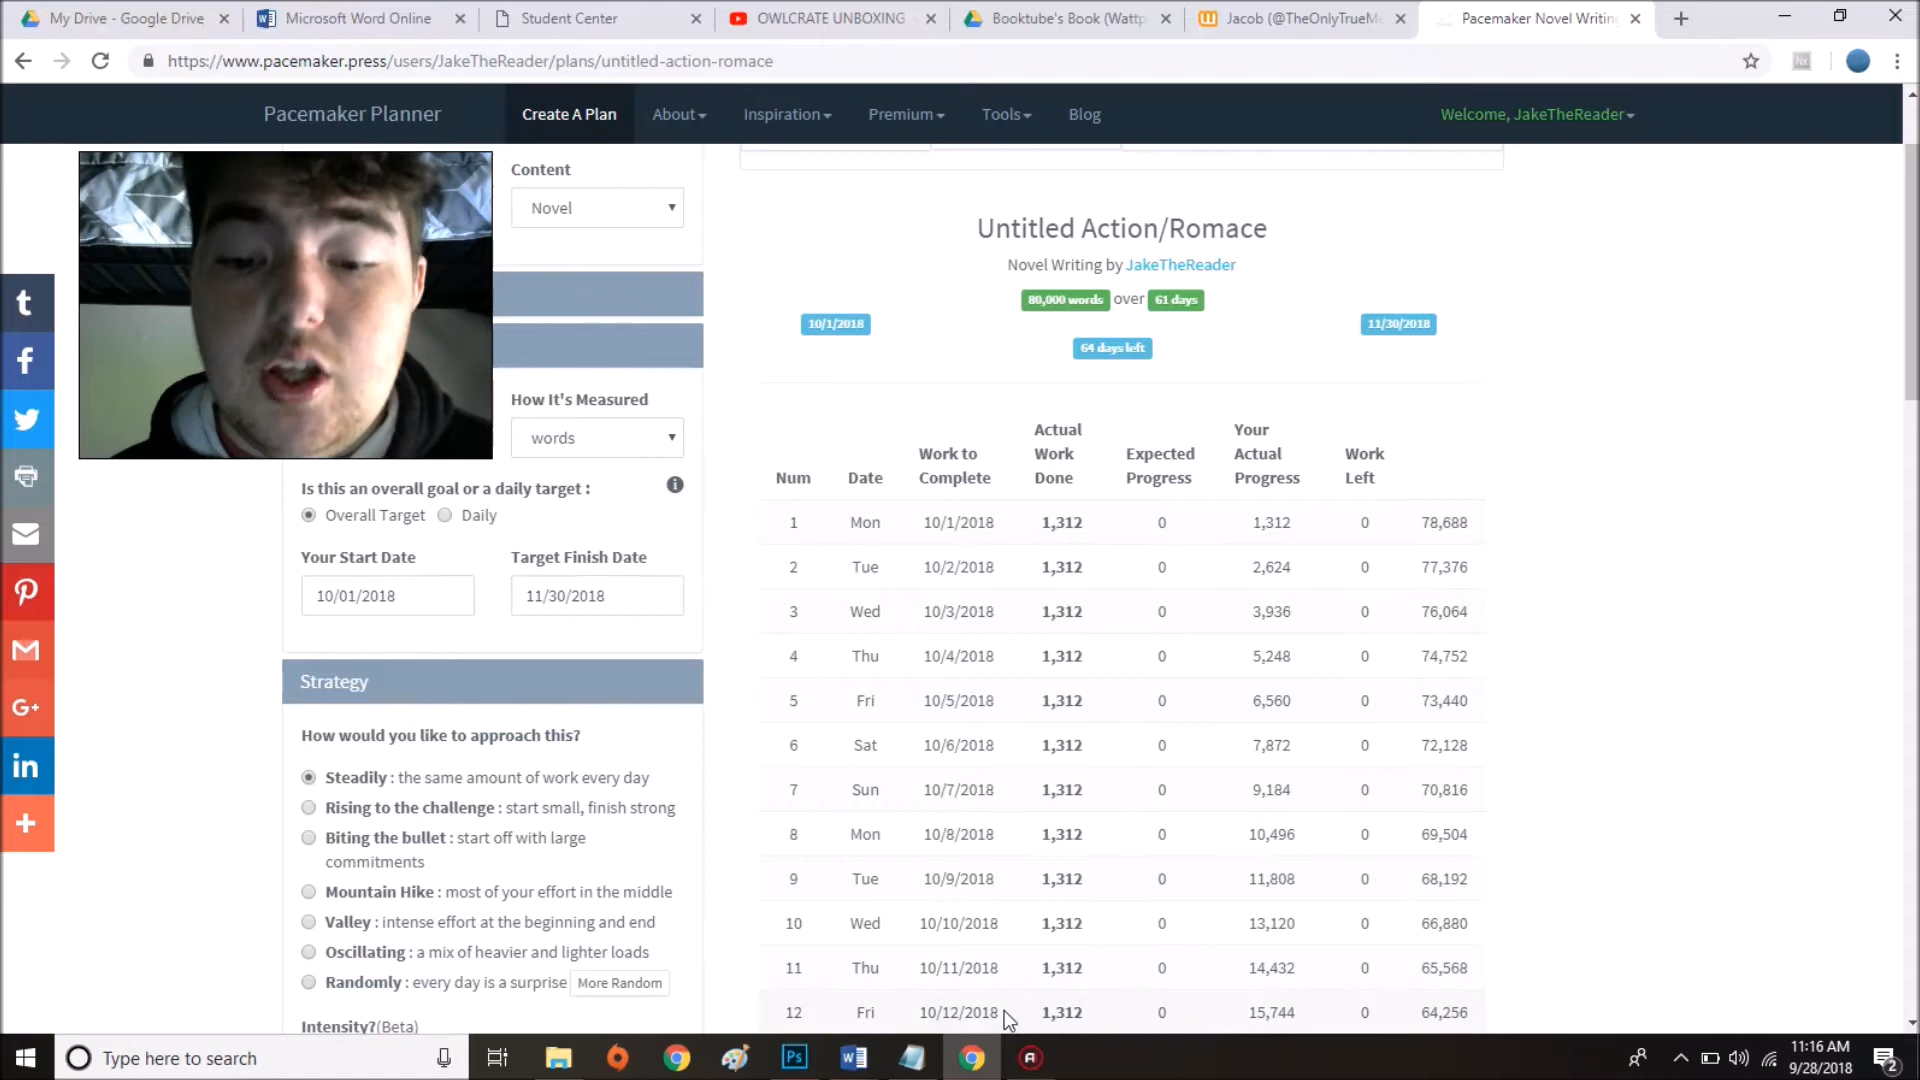 My Drive - Google Drive
Microsoft Word Online
Student Center
OWLCRATE UNBOXING
Booktube's Book (Wattp
Jacob (@TheOnlyTrueMe
Pacemaker Novel Writin
https://www.pacemaker.press/users/JakeTheReader/plans/untitled-action-romace
Pacemaker Planner
Create A Plan
About
Inspiration
Premium
Tools
Blog
Welcome, JakeTheReader
Content
Novel
How It's Measured
words
Is this an overall goal or a daily target :
Overall Target
Daily
Your Start Date
Target Finish Date
10/01/2018
11/30/2018
Strategy
How would you like to approach this?
Steadily : the same amount of work every day
Rising to the challenge : start small, finish strong
Biting the bullet : start off with large
commitments
Mountain Hike : most of your effort in the middle
Valley : intense effort at the beginning and end
Oscillating : a mix of heavier and lighter loads
Randomly : every day is a surprise More Random
Intensity?(Beta)
Untitled Action/Romace
Novel Writing by JakeTheReader
80,000 words over 61 days
10/1/2018
11/30/2018
64 days left
Num Date Work to Complete Actual Work Done Expected Progress Your Actual Progress Work Left
1 Mon 10/1/2018 1,312 0 1,312 0 78,688
2 Tue 10/2/2018 1,312 0 2,624 0 77,376
3 Wed 10/3/2018 1,312 0 3,936 0 76,064
4 Thu 10/4/2018 1,312 0 5,248 0 74,752
5 Fri 10/5/2018 1,312 0 6,560 0 73,440
6 Sat 10/6/2018 1,312 0 7,872 0 72,128
7 Sun 10/7/2018 1,312 0 9,184 0 70,816
8 Mon 10/8/2018 1,312 0 10,496 0 69,504
9 Tue 10/9/2018 1,312 0 11,808 0 68,192
10 Wed 10/10/2018 1,312 0 13,120 0 66,880
11 Thu 10/11/2018 1,312 0 14,432 0 65,568
12 Fri 10/12/2018 1,312 0 15,744 0 64,256
Type here to search
11:16 AM
9/28/2018
2